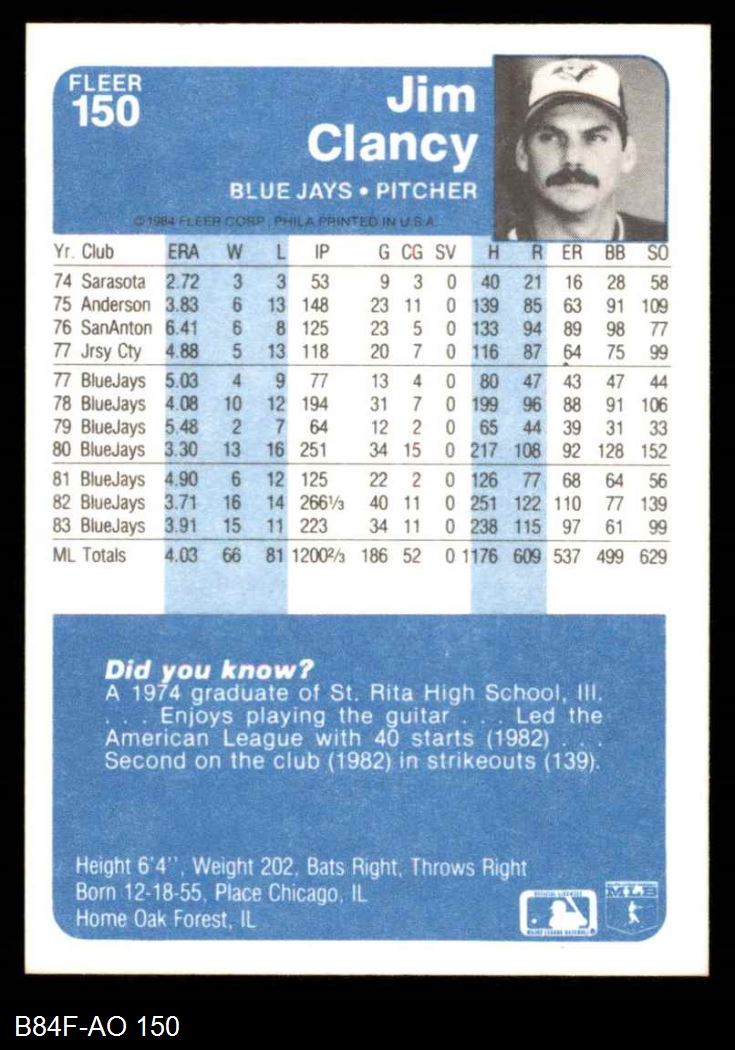 FLEER
150
Jim
Clancy
BLUE JAYS • PITCHER
©1984 FLEER CORP., PHILA PRINTED IN U.S.A.
Yr. Club ERA W L IP G CG SV H R ER BB SO
74 Sarasota 2.72 3 3 53 9 3 0 40 21 16 28 58
75 Anderson 3.83 6 13 148 23 11 0 139 85 63 91 109
76 SanAnton 6.41 6 8 125 23 5 0 133 94 89 98 77
77 Jrsy Cty 4.88 5 13 118 20 7 0 116 87 64 75 99
77 BlueJays 5.03 4 9 77 13 4 0 80 47 43 47 44
78 BlueJays 4.08 10 12 194 31 7 0 199 96 88 91 106
79 BlueJays 5.48 2 7 64 12 2 0 65 44 39 31 33
80 BlueJays 3.30 13 16 251 34 15 0 217 108 92 128 152
81 BlueJays 4.90 6 12 125 22 2 0 126 77 68 64 56
82 BlueJays 3.71 16 14 266⅓ 40 11 0 251 122 110 77 139
83 BlueJays 3.91 15 11 223 34 11 0 238 115 97 61 99
ML Totals 4.03 66 81 1200⅔ 186 52 0 1176 609 537 499 629
Did you know?
A 1974 graduate of St. Rita High School, Ill.
. . . Enjoys playing the guitar . . . Led the
American League with 40 starts (1982) . . .
Second on the club (1982) in strikeouts (139).
Height 6'4'', Weight 202, Bats Right, Throws Right
Born 12-18-55, Place Chicago, IL
Home Oak Forest, IL
MLB
B84F-AO 150